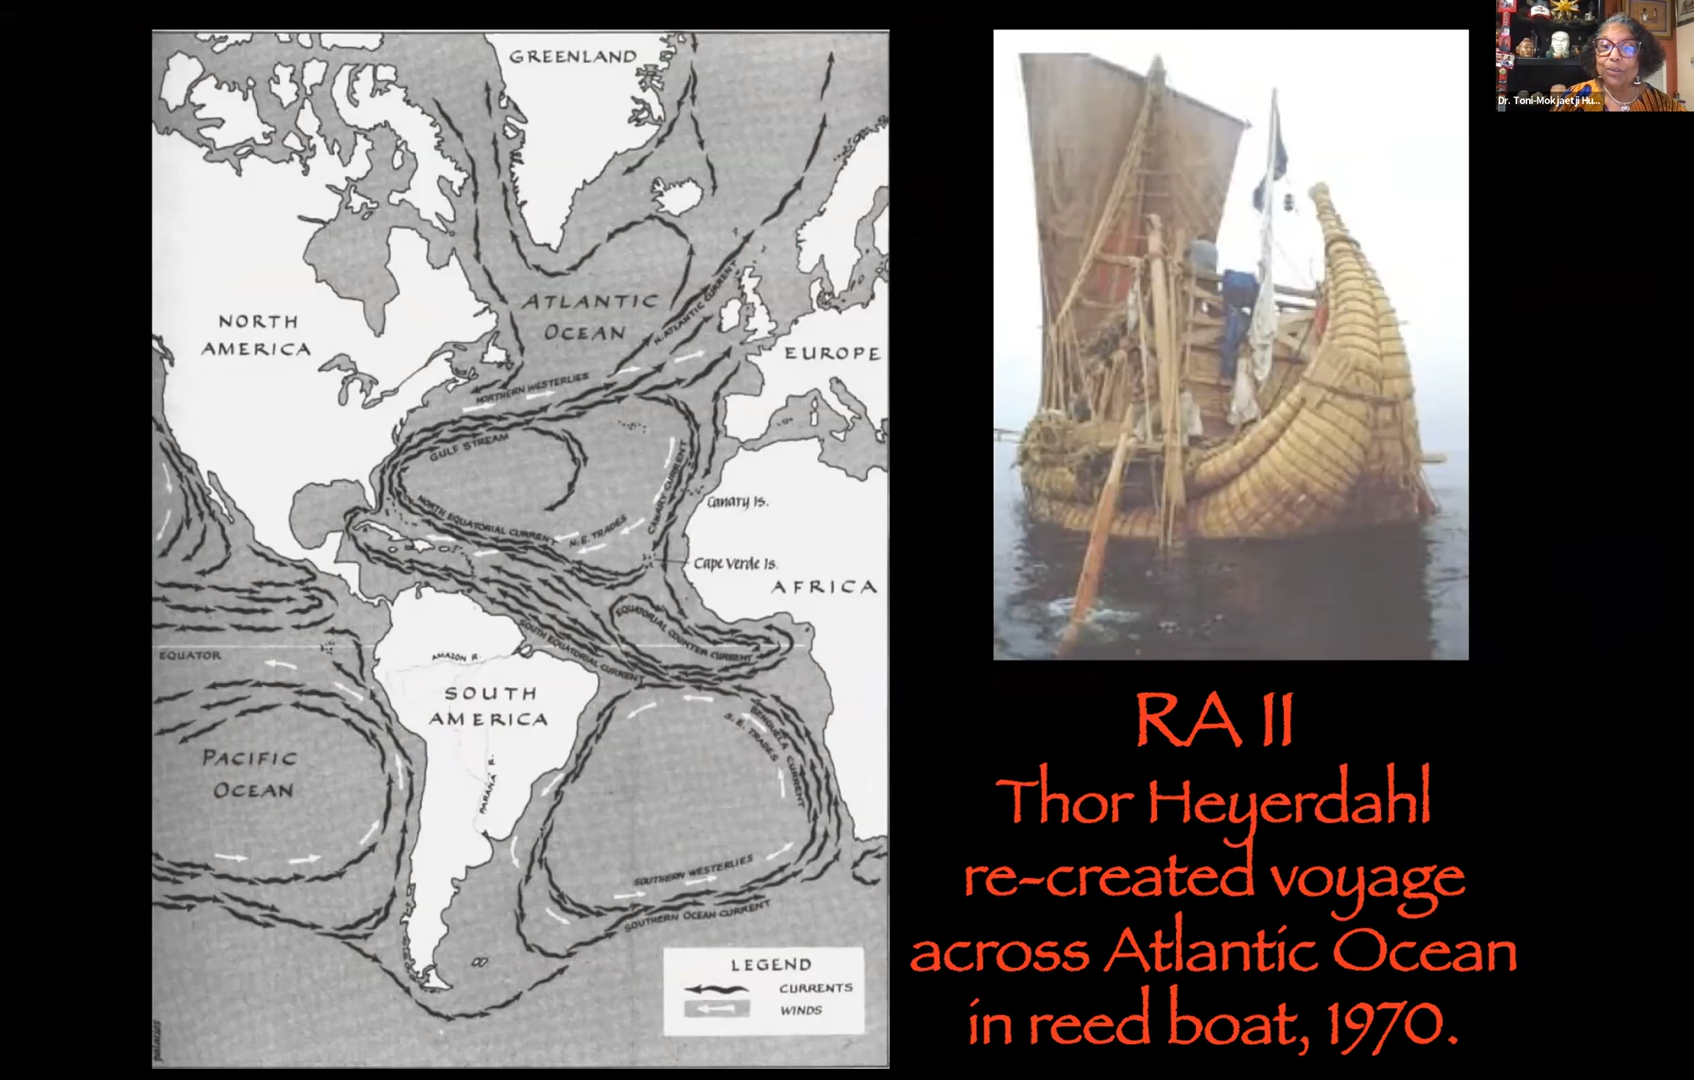 GREENLAND
ATLANTIC
OCEAN
NORTH
AMERICA
EUROPE
N. ATLANTIC CURRENT
NORTHERN WESTERLIES
GULF STREAM
CANARY CURRENT
Canary Is.
NORTH EQUATORIAL CURRENT
N.E. TRADES
Cape Verde Is.
AFRICA
EQUATORIAL COUNTER CURRENT
SOUTH EQUATORIAL CURRENT
EQUATOR
AMAZON R.
SOUTH
AMERICA
BENGUELA CURRENT
S. E. TRADES
PACIFIC
OCEAN
PARANÁ R.
SOUTHERN WESTERLIES
SOUTHERN OCEAN CURRENT
LEGEND
CURRENTS
WINDS
palacios
Dr. Toni-Mokjaetji Hu...
RA II
Thor Heyerdahl
re-created voyage
across Atlantic Ocean
in reed boat, 1970.